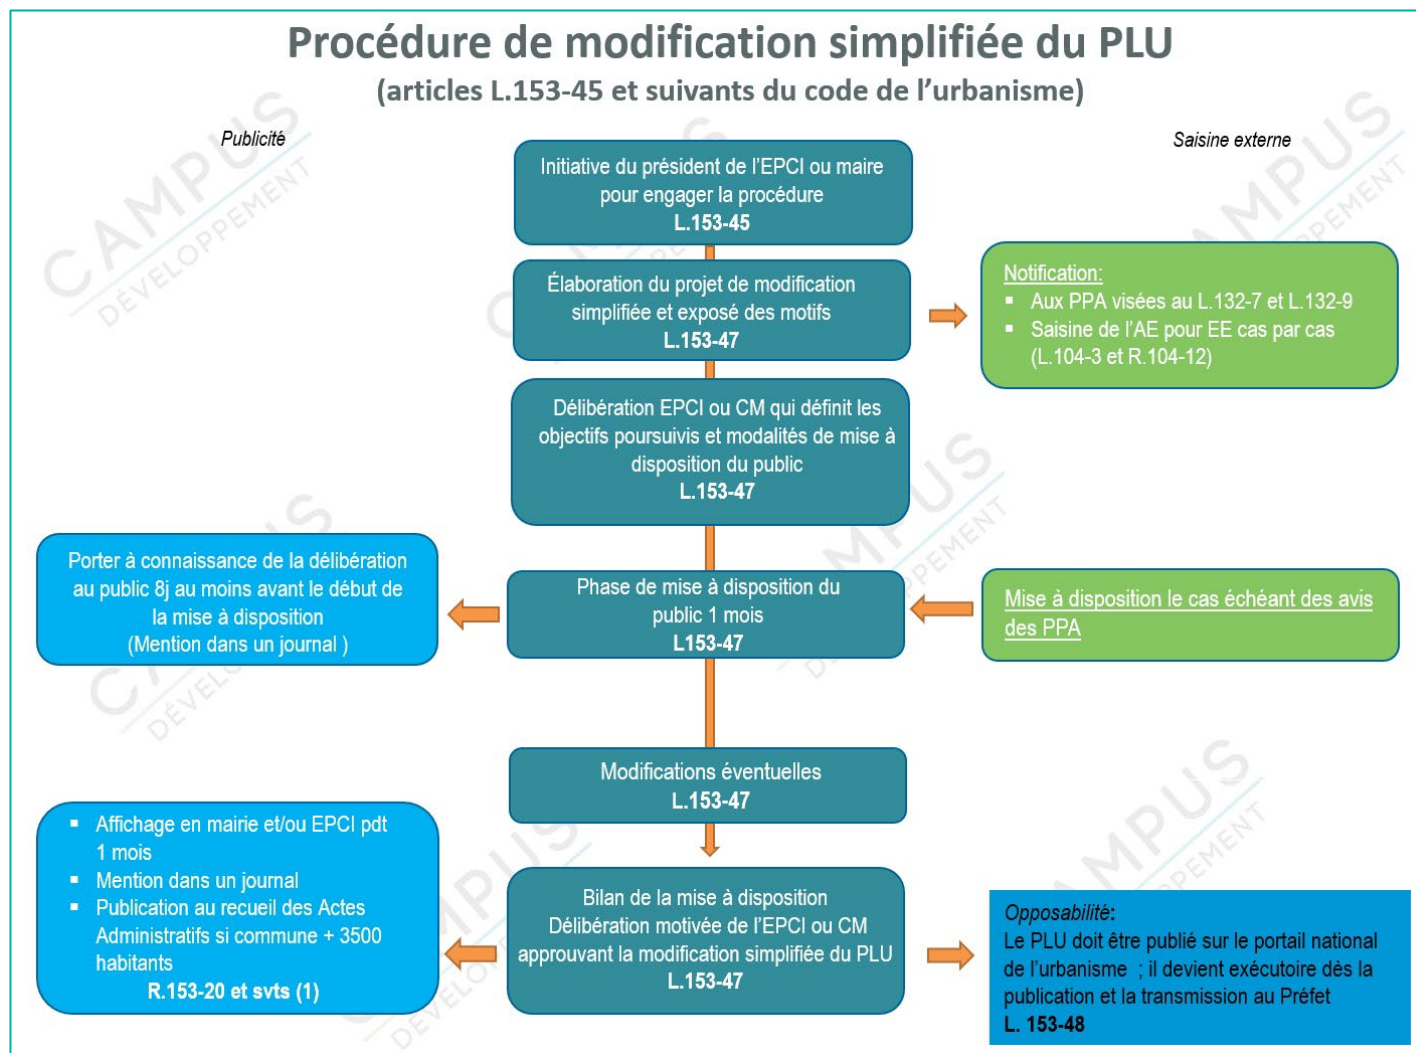 Procédure de modification simplifiée du PLU
(articles L.153-45 et suivants du code de l'urbanisme)
Publicité
Saisine externe
Initiative du président de l'EPCI ou maire
pour engager la procédure
L.153-45
Élaboration du projet de modification
simplifiée et exposé des motifs
L.153-47
Notification:
▪ Aux PPA visées au L.132-7 et L.132-9
▪ Saisine de l'AE pour EE cas par cas
(L.104-3 et R.104-12)
Délibération EPCI ou CM qui définit les
objectifs poursuivis et modalités de mise à
disposition du public
L.153-47
Porter à connaissance de la délibération
au public 8j au moins avant le début de
la mise à disposition
(Mention dans un journal )
Phase de mise à disposition du
public 1 mois
L153-47
Mise à disposition le cas échéant des avis
des PPA
Modifications éventuelles
L.153-47
▪ Affichage en mairie et/ou EPCI pdt
1 mois
▪ Mention dans un journal
▪ Publication au recueil des Actes
Administratifs si commune + 3500
habitants
R.153-20 et svts (1)
Bilan de la mise à disposition
Délibération motivée de l'EPCI ou CM
approuvant la modification simplifiée du PLU
L.153-47
Opposabilité:
Le PLU doit être publié sur le portail national
de l'urbanisme ; il devient exécutoire dès la
publication et la transmission au Préfet
L. 153-48
CAMPUS
DÉVELOPPEMENT